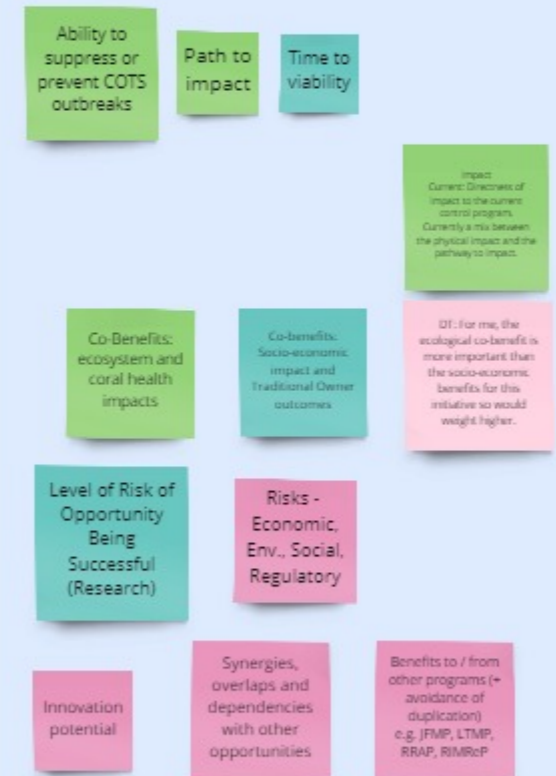 Ability to
suppress or
prevent COTS
outbreaks
Path to
impact
Time to
viability
Impact
Current: Directness of
impact to the current
control program.
Currently a mix between
the physical impact and the
pathway to impact.
Co-Benefits:
ecosystem and
coral health
impacts
Co-benefits:
Socio-economic
impact and
Traditional Owner
outcomes
DT: For me, the
ecological co-benefit is
more important than
the socio-economic
benefits for this
initiative so would
weight higher.
Level of Risk of
Opportunity
Being
Successful
(Research)
Risks -
Economic,
Env., Social,
Regulatory
Innovation
potential
Synergies,
overlaps and
dependencies
with other
opportunities
Benefits to / from
other programs (+
avoidance of
duplication)
e.g. JFMP, LTMP,
RRAP, RIMReP